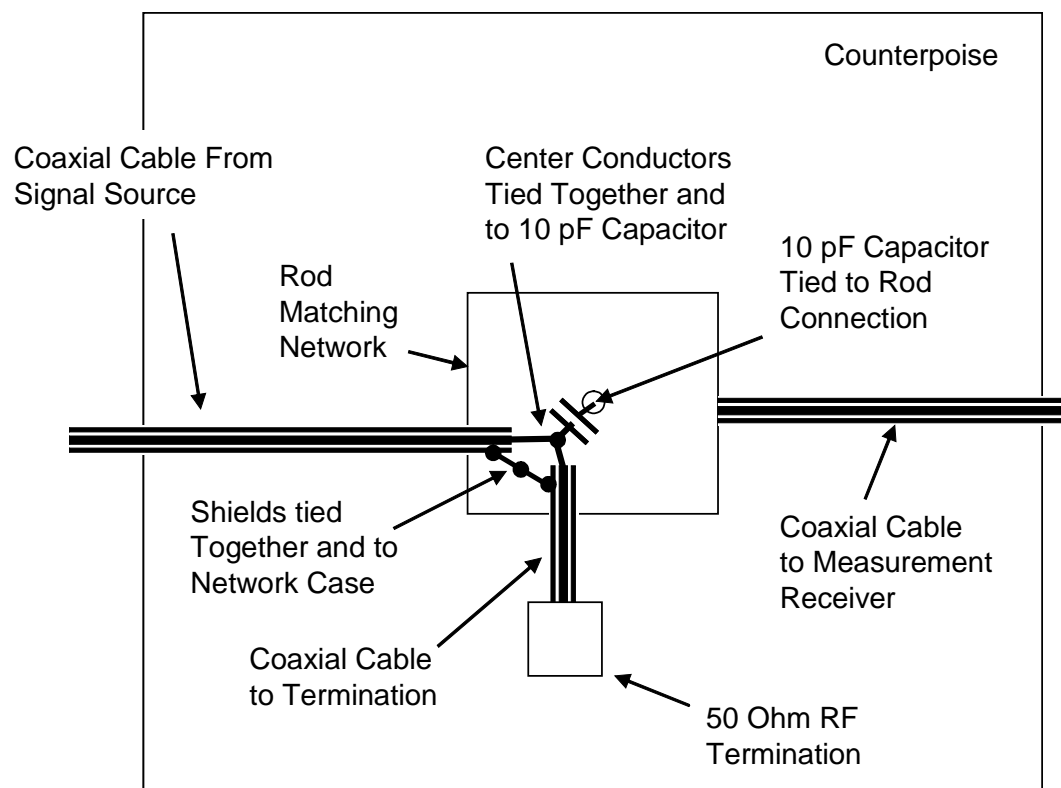 Counterpoise
Coaxial Cable From
Signal Source
Center Conductors
Tied Together and
to 10 pF Capacitor
10 pF Capacitor
Tied to Rod
Connection
Rod
Matching
Network
Shields tied
Together and to
Network Case
Coaxial Cable
to Measurement
Receiver
Coaxial Cable
to Termination
50 Ohm RF
Termination